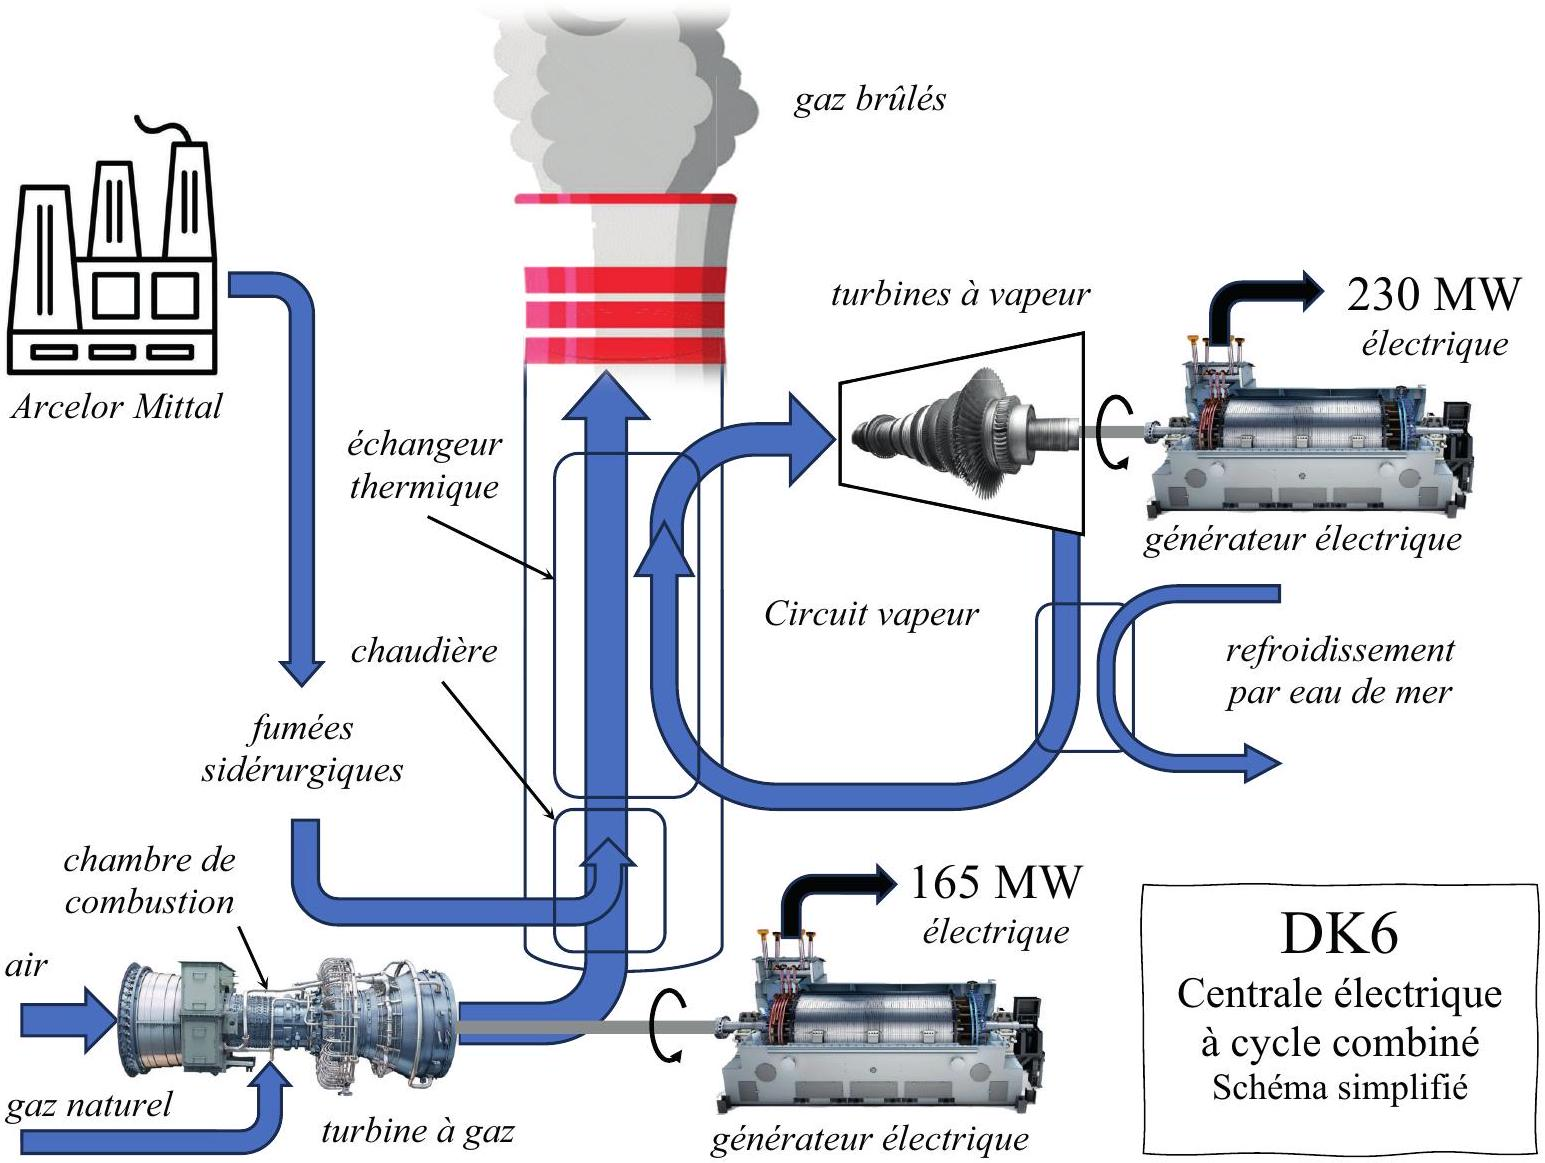 gaz brûlés
turbines à vapeur
230 MW
électrique
Arcelor Mittal
échangeur
thermique
générateur électrique
Circuit vapeur
chaudière
refroidissement
par eau de mer
fumées
sidérurgiques
chambre de
combustion
165 MW
électrique
air
gaz naturel
turbine à gaz
générateur électrique
DK6
Centrale électrique
à cycle combiné
Schéma simplifié